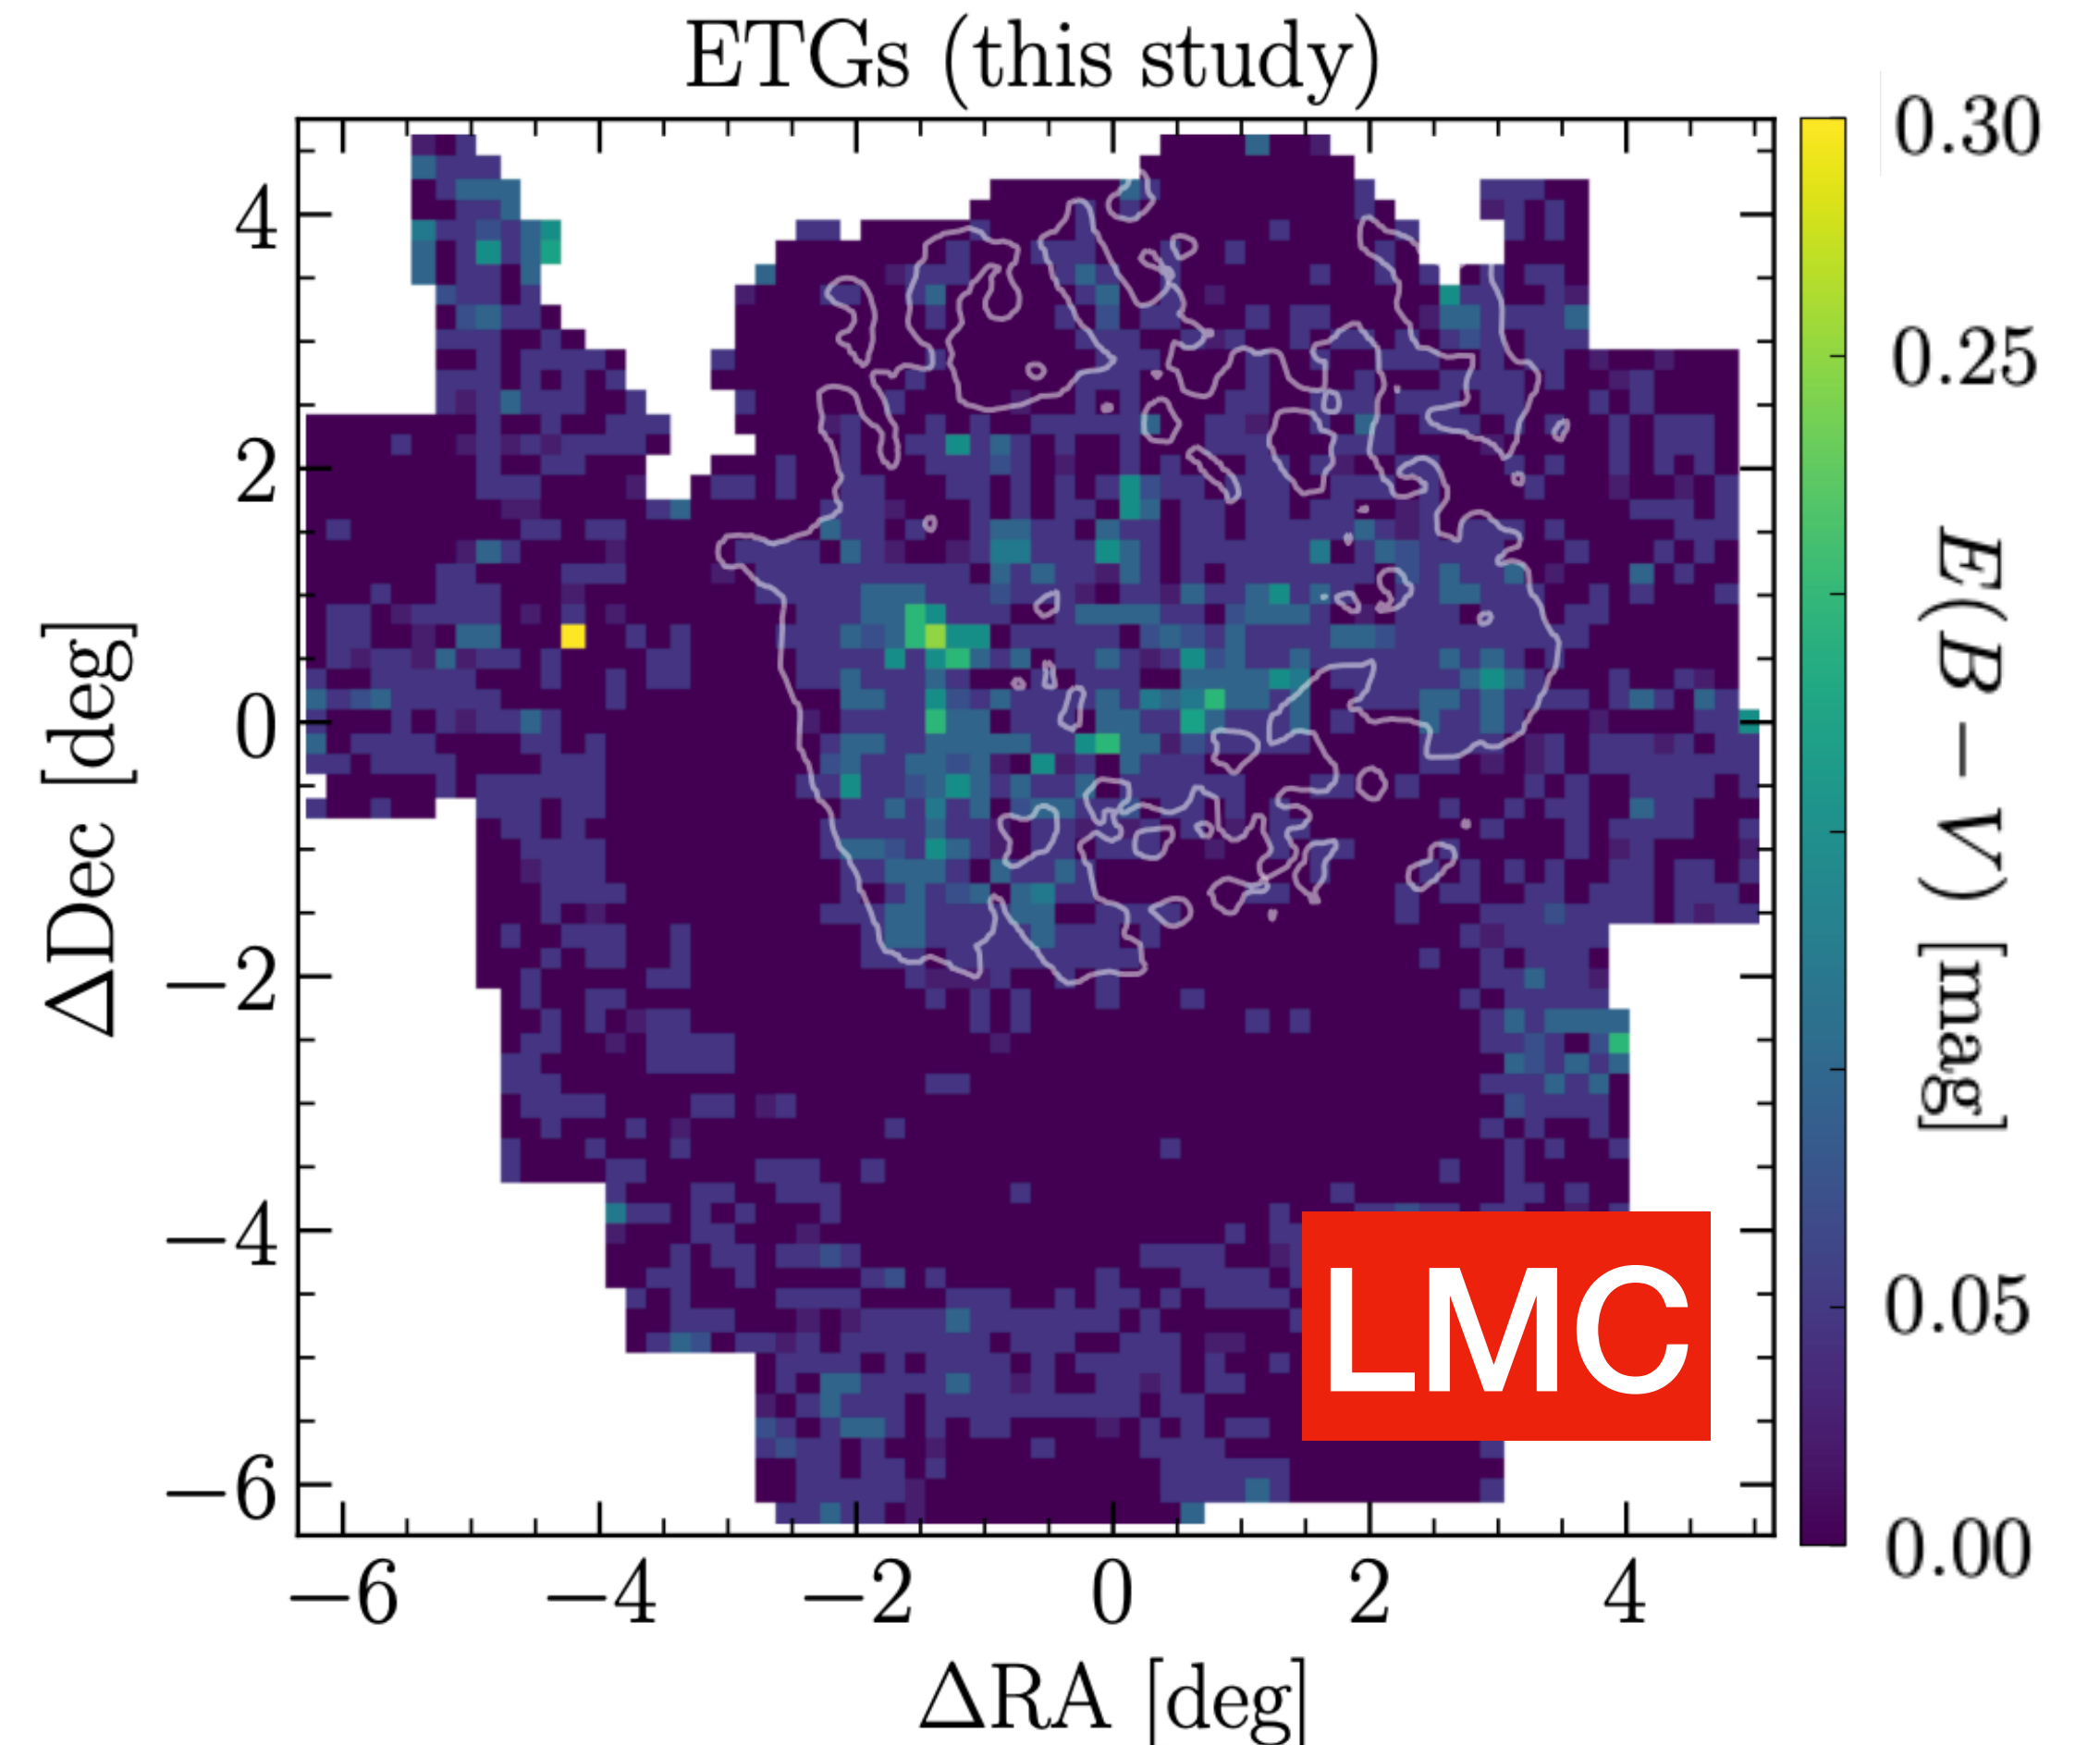 ETGs (this study)
4
2
0
−2
−4
−6
ΔDec [deg]
−6 −4 −2 0 2 4
ΔRA [deg]
0.30
0.25
0.05
0.00
E(B − V) [mag]
LMC